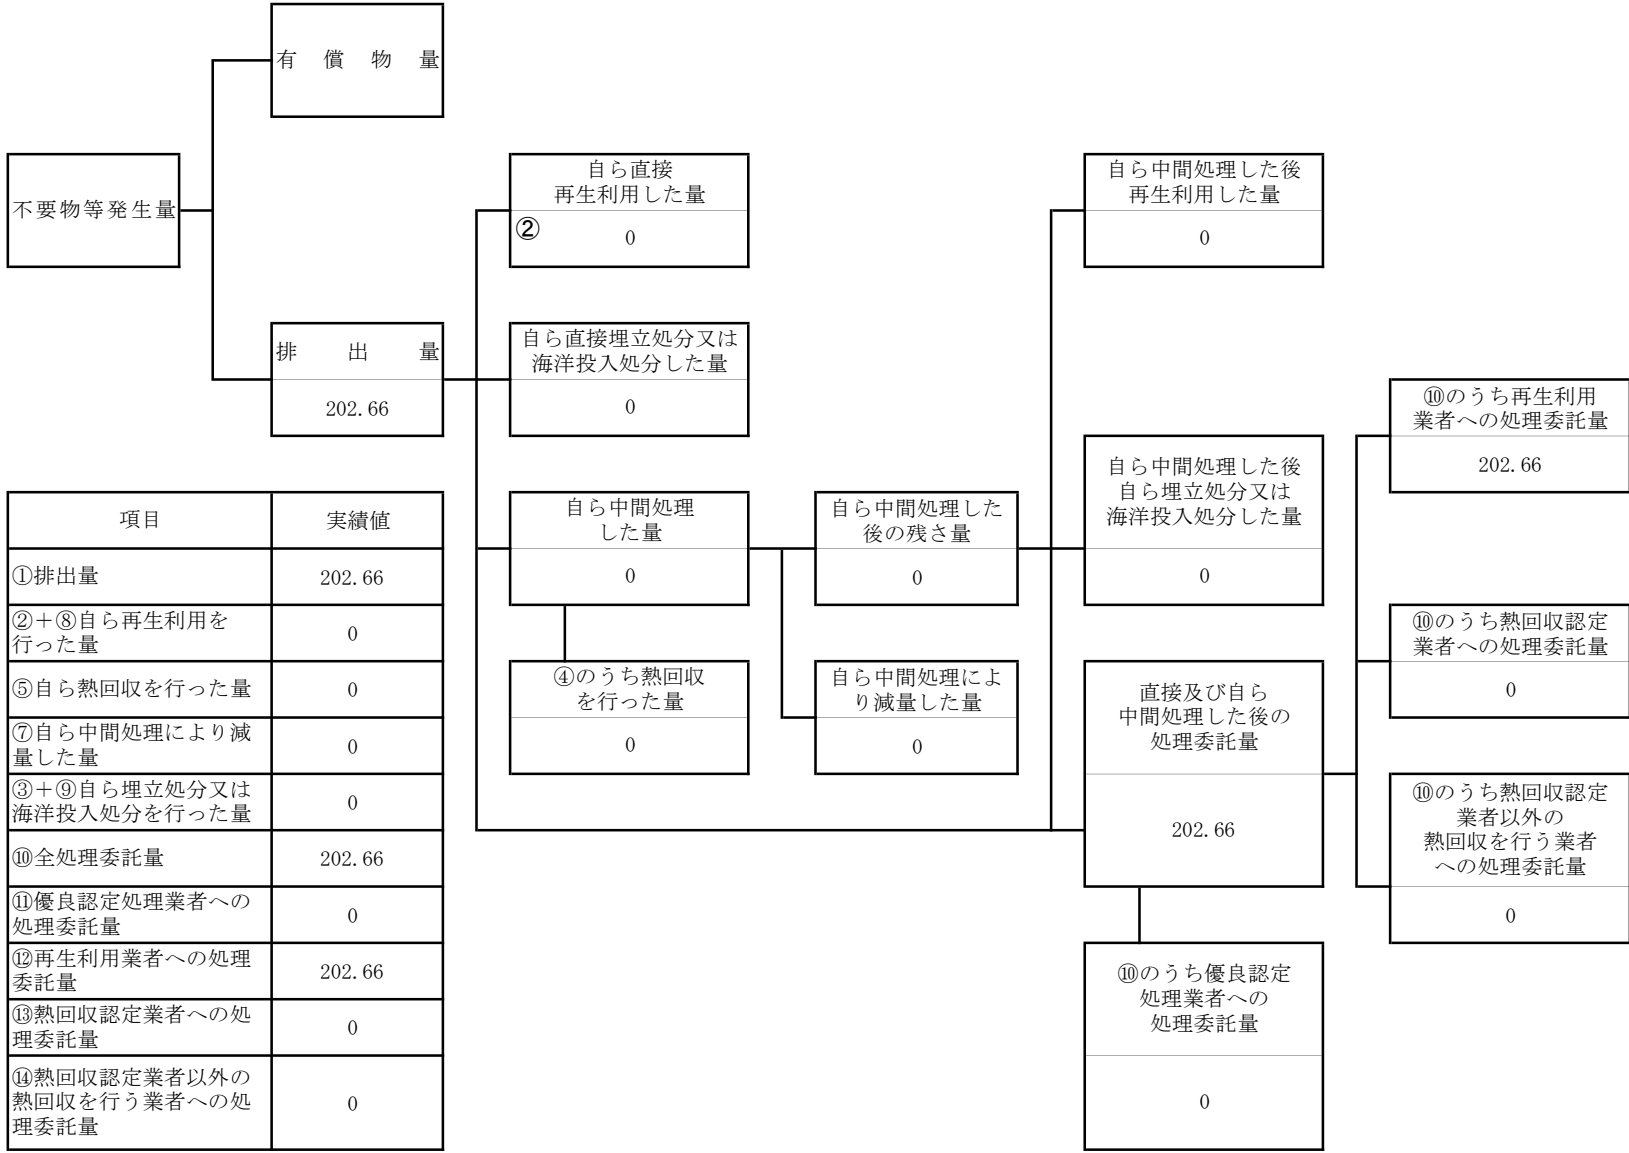 有償物量
不要物等発生量
自ら直接
再生利用した量
②
0
自ら中間処理した後
再生利用した量
0
排出量
202.66
自ら直接埋立処分又は
海洋投入処分した量
0
⑩のうち再生利用
業者への処理委託量
202.66
自ら中間処理
した量
0
自ら中間処理した
後の残さ量
0
自ら中間処理した後
自ら埋立処分又は
海洋投入処分した量
0
⑩のうち熱回収認定
業者への処理委託量
0
④のうち熱回収
を行った量
0
自ら中間処理によ
り減量した量
0
直接及び自ら
中間処理した後の
処理委託量
202.66
⑩のうち熱回収認定
業者以外の
熱回収を行う業者
への処理委託量
0
⑩のうち優良認定
処理業者への
処理委託量
0
項目 実績値
①排出量 202.66
②＋⑧自ら再生利用を
行った量 0
⑤自ら熱回収を行った量 0
⑦自ら中間処理により減
量した量 0
③＋⑨自ら埋立処分又は
海洋投入処分を行った量 0
⑩全処理委託量 202.66
⑪優良認定処理業者への
処理委託量 0
⑫再生利用業者への処理
委託量 202.66
⑬熱回収認定業者への処
理委託量 0
⑭熱回収認定業者以外の
熱回収を行う業者への処
理委託量 0